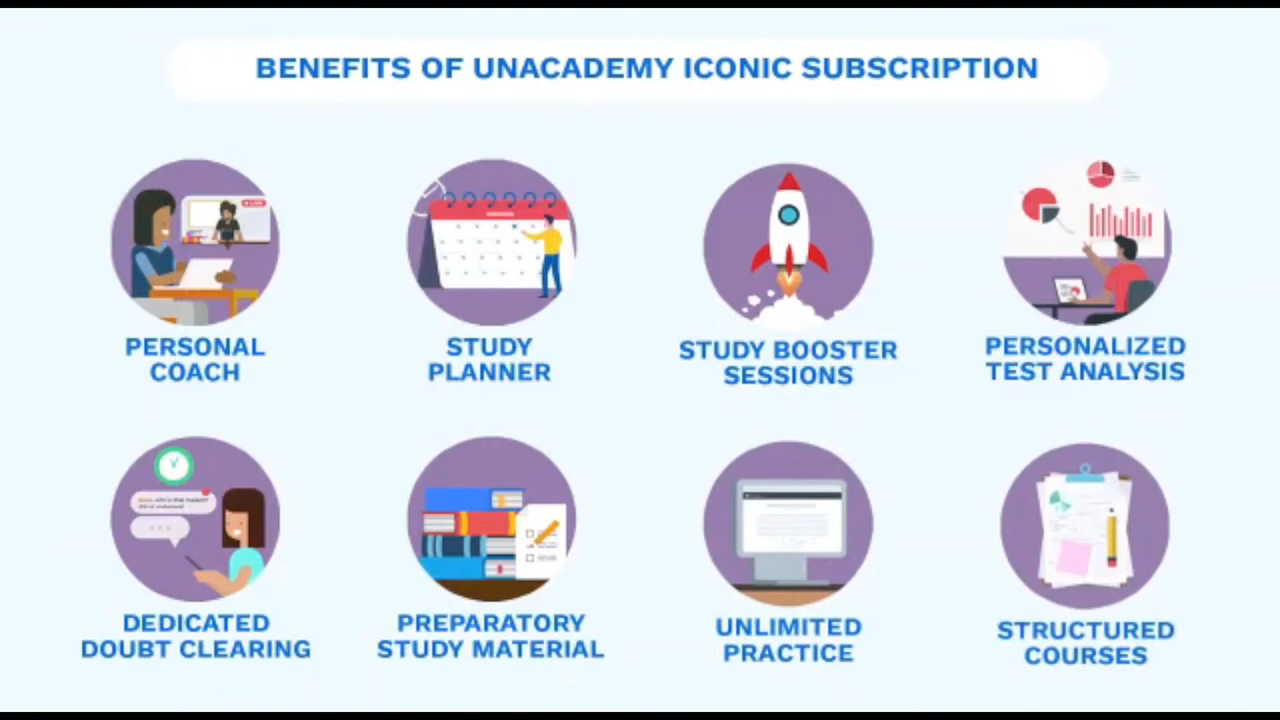 BENEFITS OF UNACADEMY ICONIC SUBSCRIPTION
PERSONAL
COACH
STUDY
PLANNER
STUDY BOOSTER
SESSIONS
PERSONALIZED
TEST ANALYSIS
DEDICATED
DOUBT CLEARING
PREPARATORY
STUDY MATERIAL
UNLIMITED
PRACTICE
STRUCTURED
COURSES